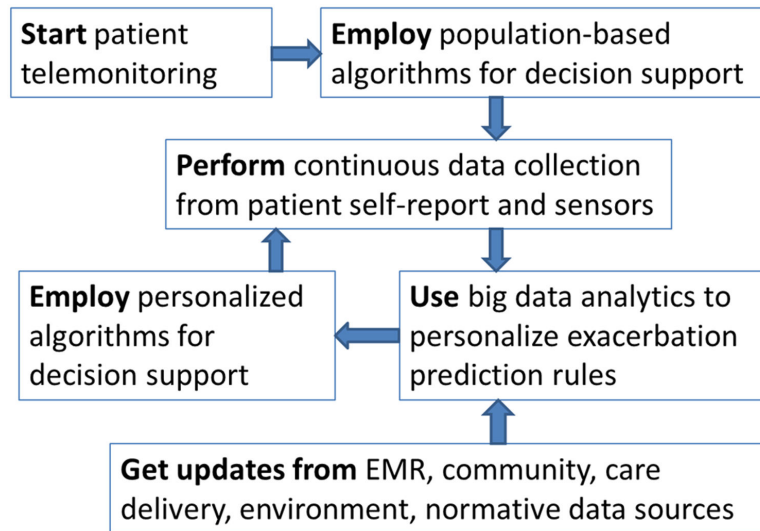 Start patient
telemonitoring
Employ population-based
algorithms for decision support
Perform continuous data collection
from patient self-report and sensors
Employ personalized
algorithms for
decision support
Use big data analytics to
personalize exacerbation
prediction rules
Get updates from EMR, community, care
delivery, environment, normative data sources